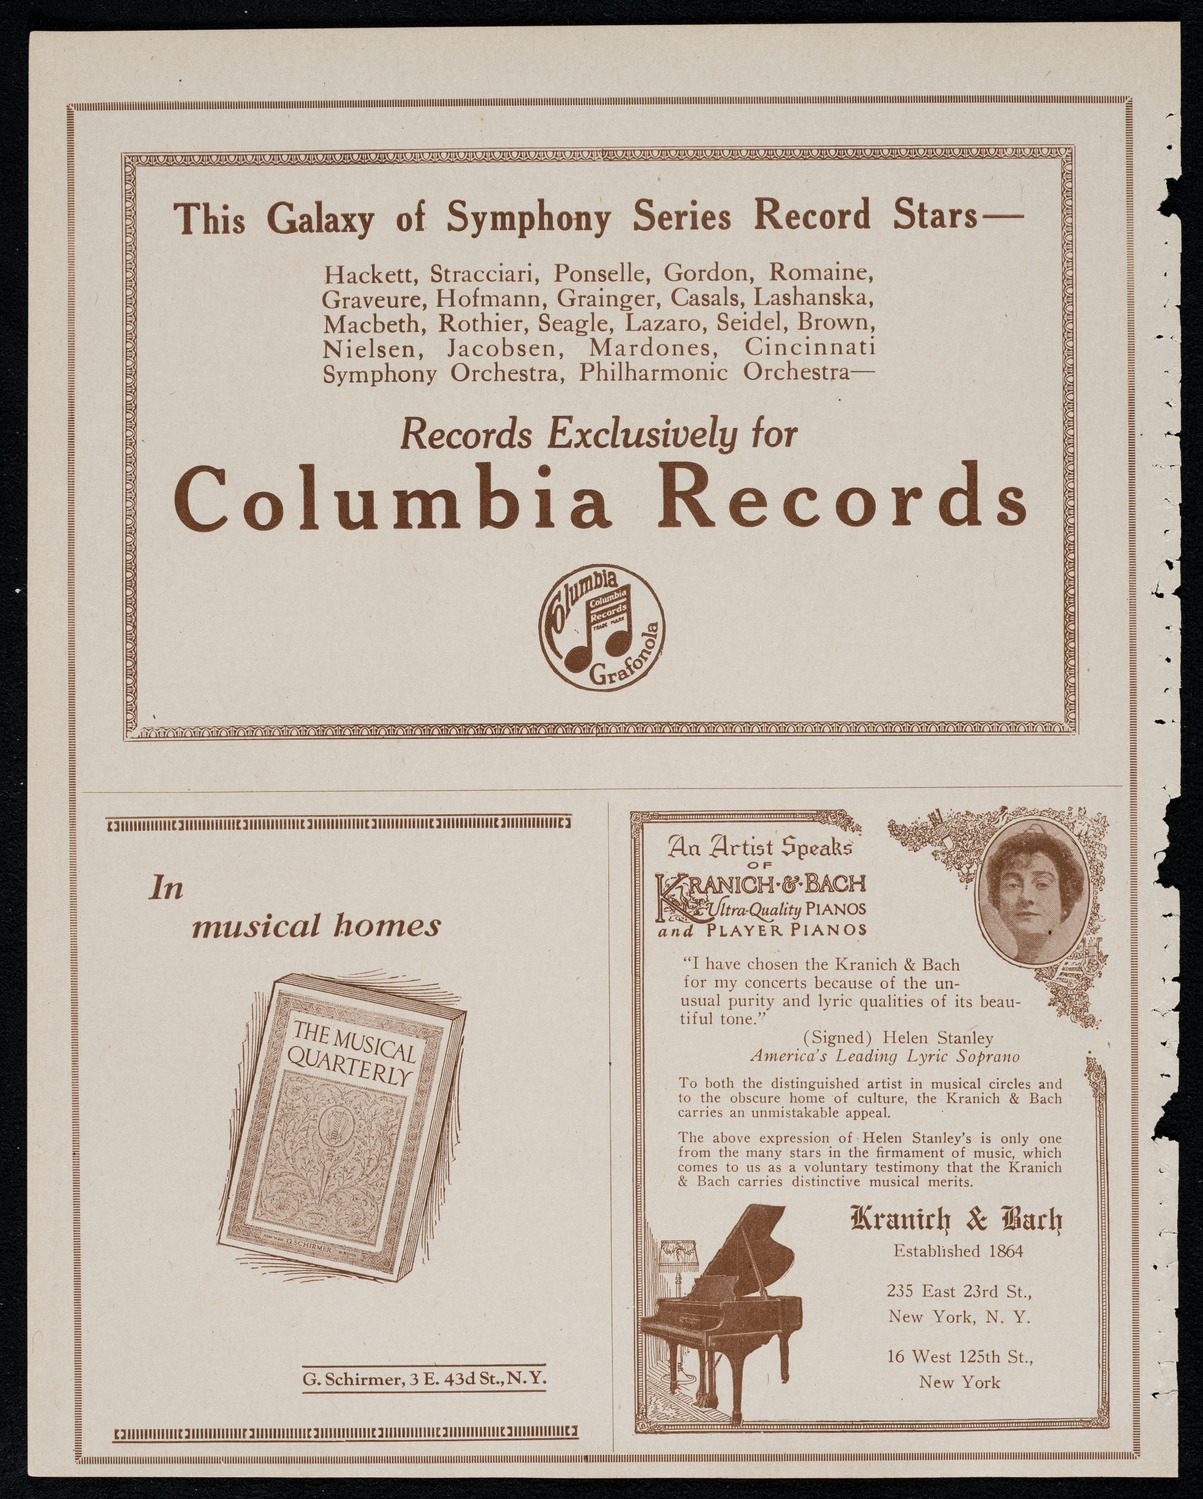 This Galaxy of Symphony Series Record Stars—
Hackett, Stracciari, Ponselle, Gordon, Romaine,
Graveure, Hofmann, Grainger, Casals, Lashanska,
Macbeth, Rothier, Seagle, Lazaro, Seidel, Brown,
Nielsen, Jacobsen, Mardones, Cincinnati
Symphony Orchestra, Philharmonic Orchestra—
Records Exclusively for
Columbia Records
Columbia
Columbia
Records
TRADE MARK
Grafonola
In
musical homes
THE MUSICAL
QUARTERLY
G. SCHIRMER
G. Schirmer, 3 E. 43d St., N.Y.
An Artist Speaks
OF
KRANICH·&·BACH
Ultra-Quality PIANOS
and PLAYER PIANOS
“I have chosen the Kranich & Bach
for my concerts because of the un-
usual purity and lyric qualities of its beau-
tiful tone.”
(Signed) Helen Stanley
America's Leading Lyric Soprano
To both the distinguished artist in musical circles and
to the obscure home of culture, the Kranich & Bach
carries an unmistakable appeal.
The above expression of Helen Stanley's is only one
from the many stars in the firmament of music, which
comes to us as a voluntary testimony that the Kranich
& Bach carries distinctive musical merits.
Kranich & Bach
Established 1864
235 East 23rd St.,
New York, N. Y.
16 West 125th St.,
New York